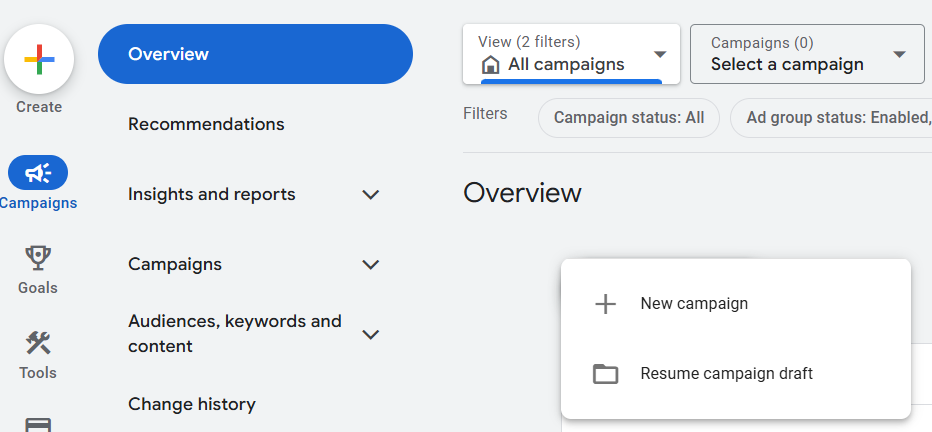 Create
Campaigns
Goals
Tools
Overview
Recommendations
Insights and reports
Campaigns
Audiences, keywords and
content
Change history
View (2 filters)
All campaigns
Campaigns (0)
Select a campaign
Filters
Campaign status: All
Ad group status: Enabled,
Overview
New campaign
Resume campaign draft